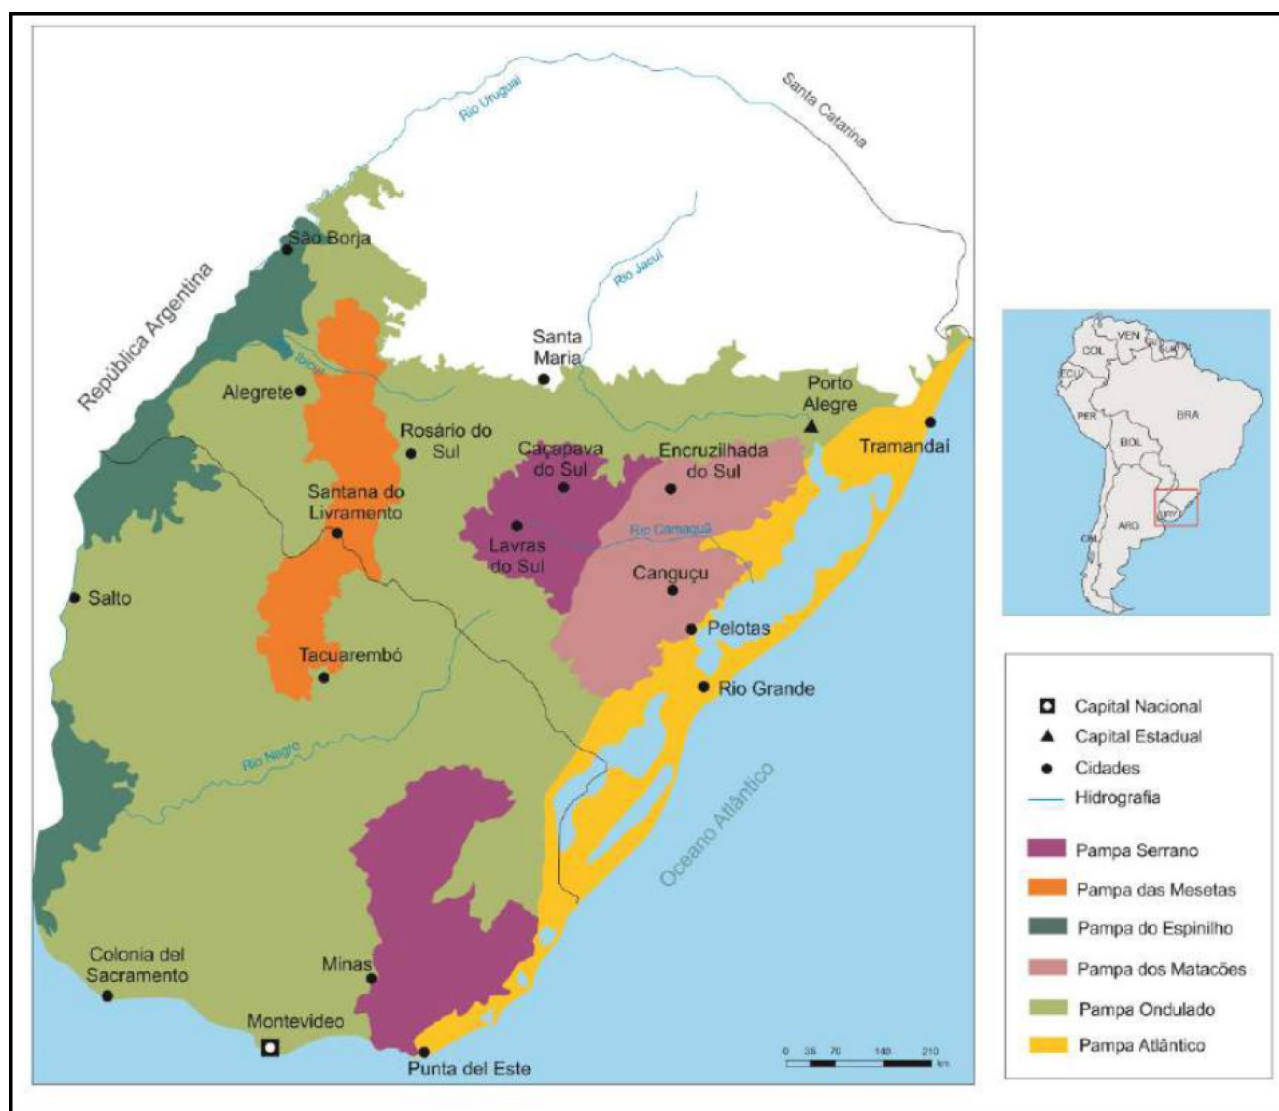 Rio Uruguai
Santa Catarina
São Borja
República Argentina
Rio Jacuí
Santa
Maria
Ibicuí
Alegrete
Porto
Alegre
Rosário do
Sul
Caçapava
do Sul
Encruzilhada
do Sul
Tramandaí
Santana do
Livramento
Lavras
do Sul
Rio Camaquã
Canguçu
Salto
Pelotas
Tacuarembó
Rio Grande
Rio Negro
Oceano Atlântico
Colonia del
Sacramento
Minas
Montevideo
Punta del Este
0 35 70 140 210
km
VEN
COL
ECU
PER
BRA
BOL
ARG
URY
Capital Nacional
Capital Estadual
Cidades
Hidrografia
Pampa Serrano
Pampa das Mesetas
Pampa do Espinilho
Pampa dos Matacões
Pampa Ondulado
Pampa Atlântico